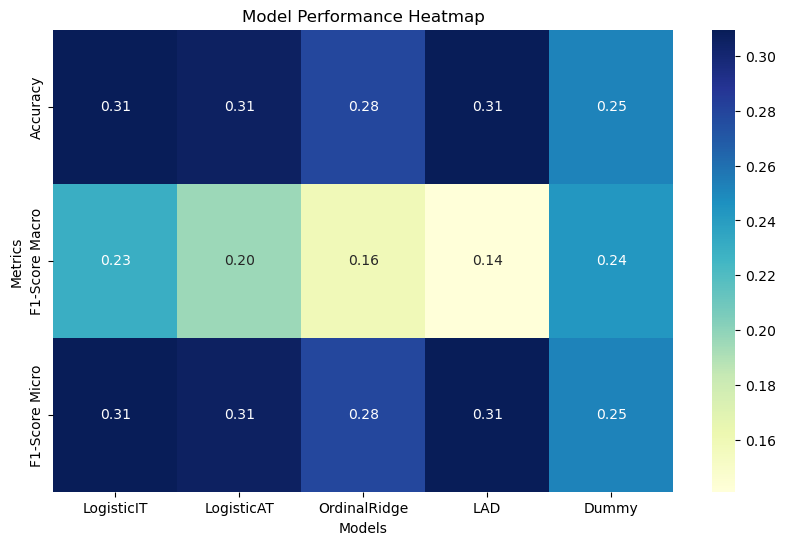 Model Performance Heatmap
Metrics
Accuracy
0.31 0.31 0.28 0.31 0.25
F1-Score Macro
0.23 0.20 0.16 0.14 0.24
F1-Score Micro
0.31 0.31 0.28 0.31 0.25
LogisticIT LogisticAT OrdinalRidge LAD Dummy
Models
0.30
0.28
0.26
0.24
0.22
0.20
0.18
0.16